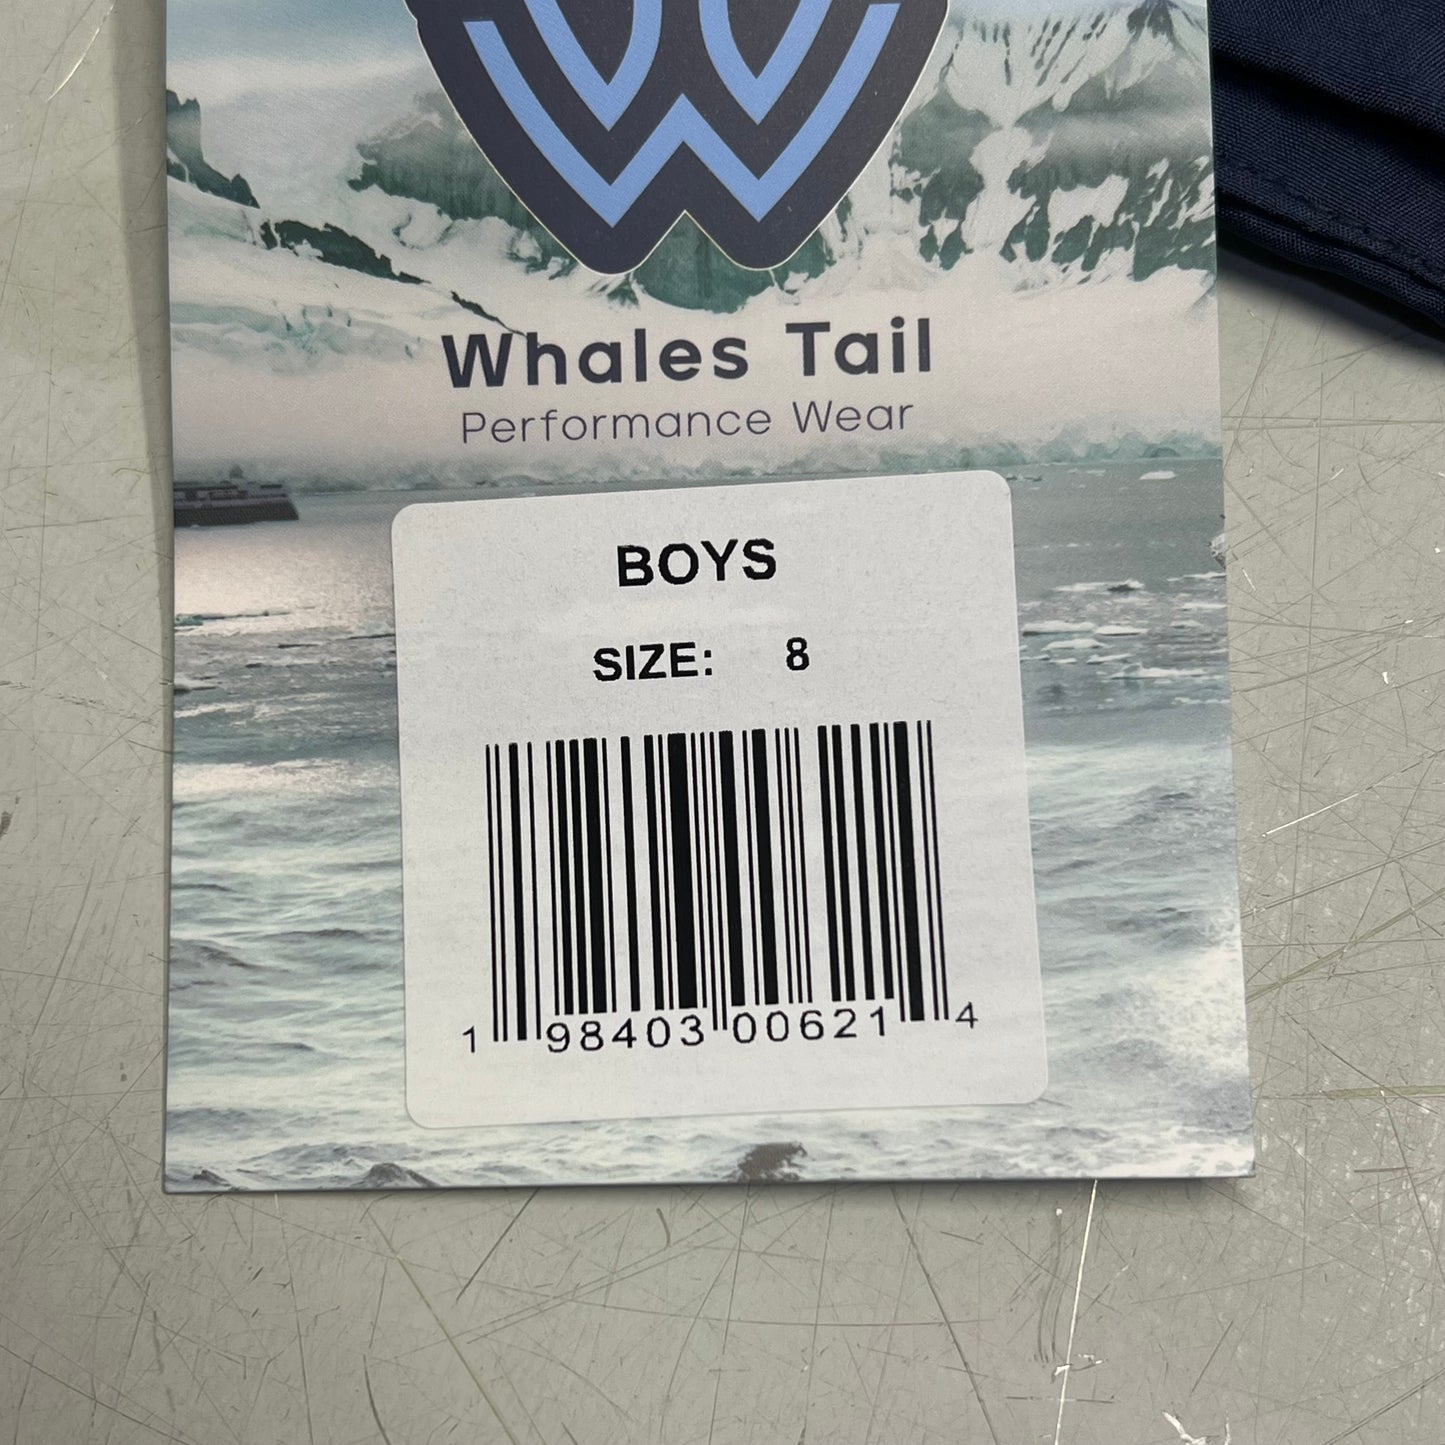 Whales Tail
Performance Wear
BOYS
SIZE: 8
1 98403 00621 4